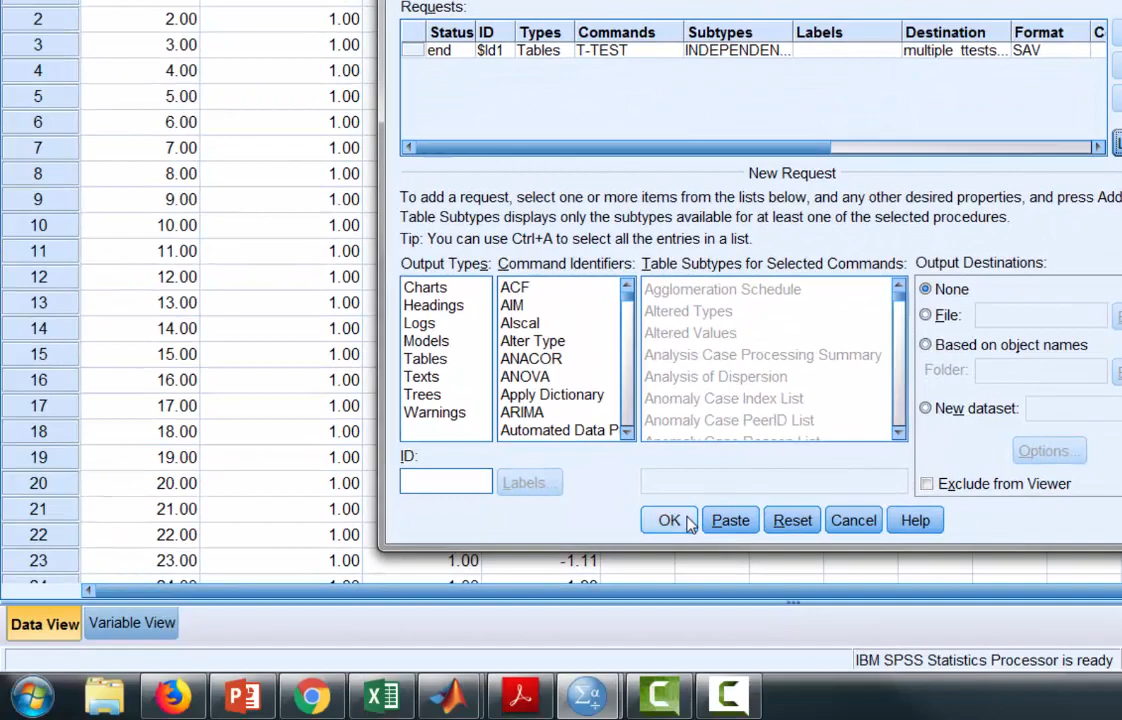 Requests:
Status ID Types Commands Subtypes Labels Destination Format C
end $Id1 Tables T-TEST INDEPENDEN... multiple ttests... SAV
New Request
To add a request, select one or more items from the lists below, and any other desired properties, and press Add
Table Subtypes displays only the subtypes available for at least one of the selected procedures.
Tip: You can use Ctrl+A to select all the entries in a list.
Output Types: Command Identifiers: Table Subtypes for Selected Commands: Output Destinations:
Charts ACF Agglomeration Schedule None
Headings AIM Altered Types File:
Logs Alscal Altered Values
Models Alter Type Analysis Case Processing Summary Based on object names
Tables ANACOR Analysis of Dispersion Folder:
Texts ANOVA Anomaly Case Index List
Trees Apply Dictionary Anomaly Case PeerID List New dataset:
Warnings ARIMA Anomaly Case Reason List
Automated Data P Options...
ID:
Labels... Exclude from Viewer
OK Paste Reset Cancel Help
2 2.00 1.00
3 3.00 1.00
4 4.00 1.00
5 5.00 1.00
6 6.00 1.00
7 7.00 1.00
8 8.00 1.00
9 9.00 1.00
10 10.00 1.00
11 11.00 1.00
12 12.00 1.00
13 13.00 1.00
14 14.00 1.00
15 15.00 1.00
16 16.00 1.00
17 17.00 1.00
18 18.00 1.00
19 19.00 1.00
20 20.00 1.00
21 21.00 1.00
22 22.00 1.00
23 23.00 1.00 1.00 -1.11
Data View Variable View
IBM SPSS Statistics Processor is ready